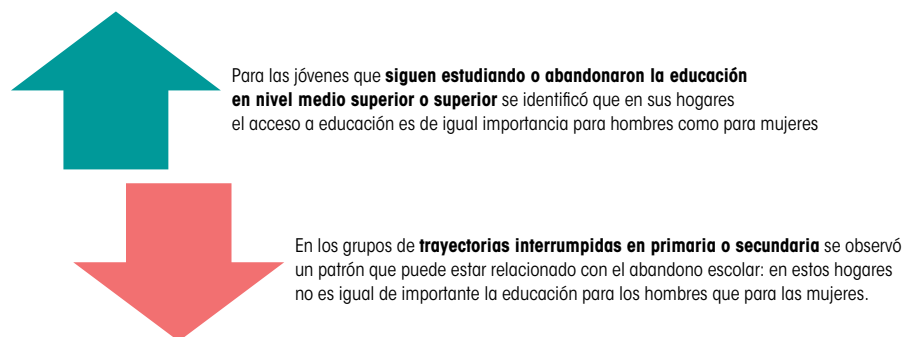 Para las jóvenes que siguen estudiando o abandonaron la educación
en nivel medio superior o superior se identificó que en sus hogares
el acceso a educación es de igual importancia para hombres como para mujeres
En los grupos de trayectorias interrumpidas en primaria o secundaria se observó
un patrón que puede estar relacionado con el abandono escolar: en estos hogares
no es igual de importante la educación para los hombres que para las mujeres.